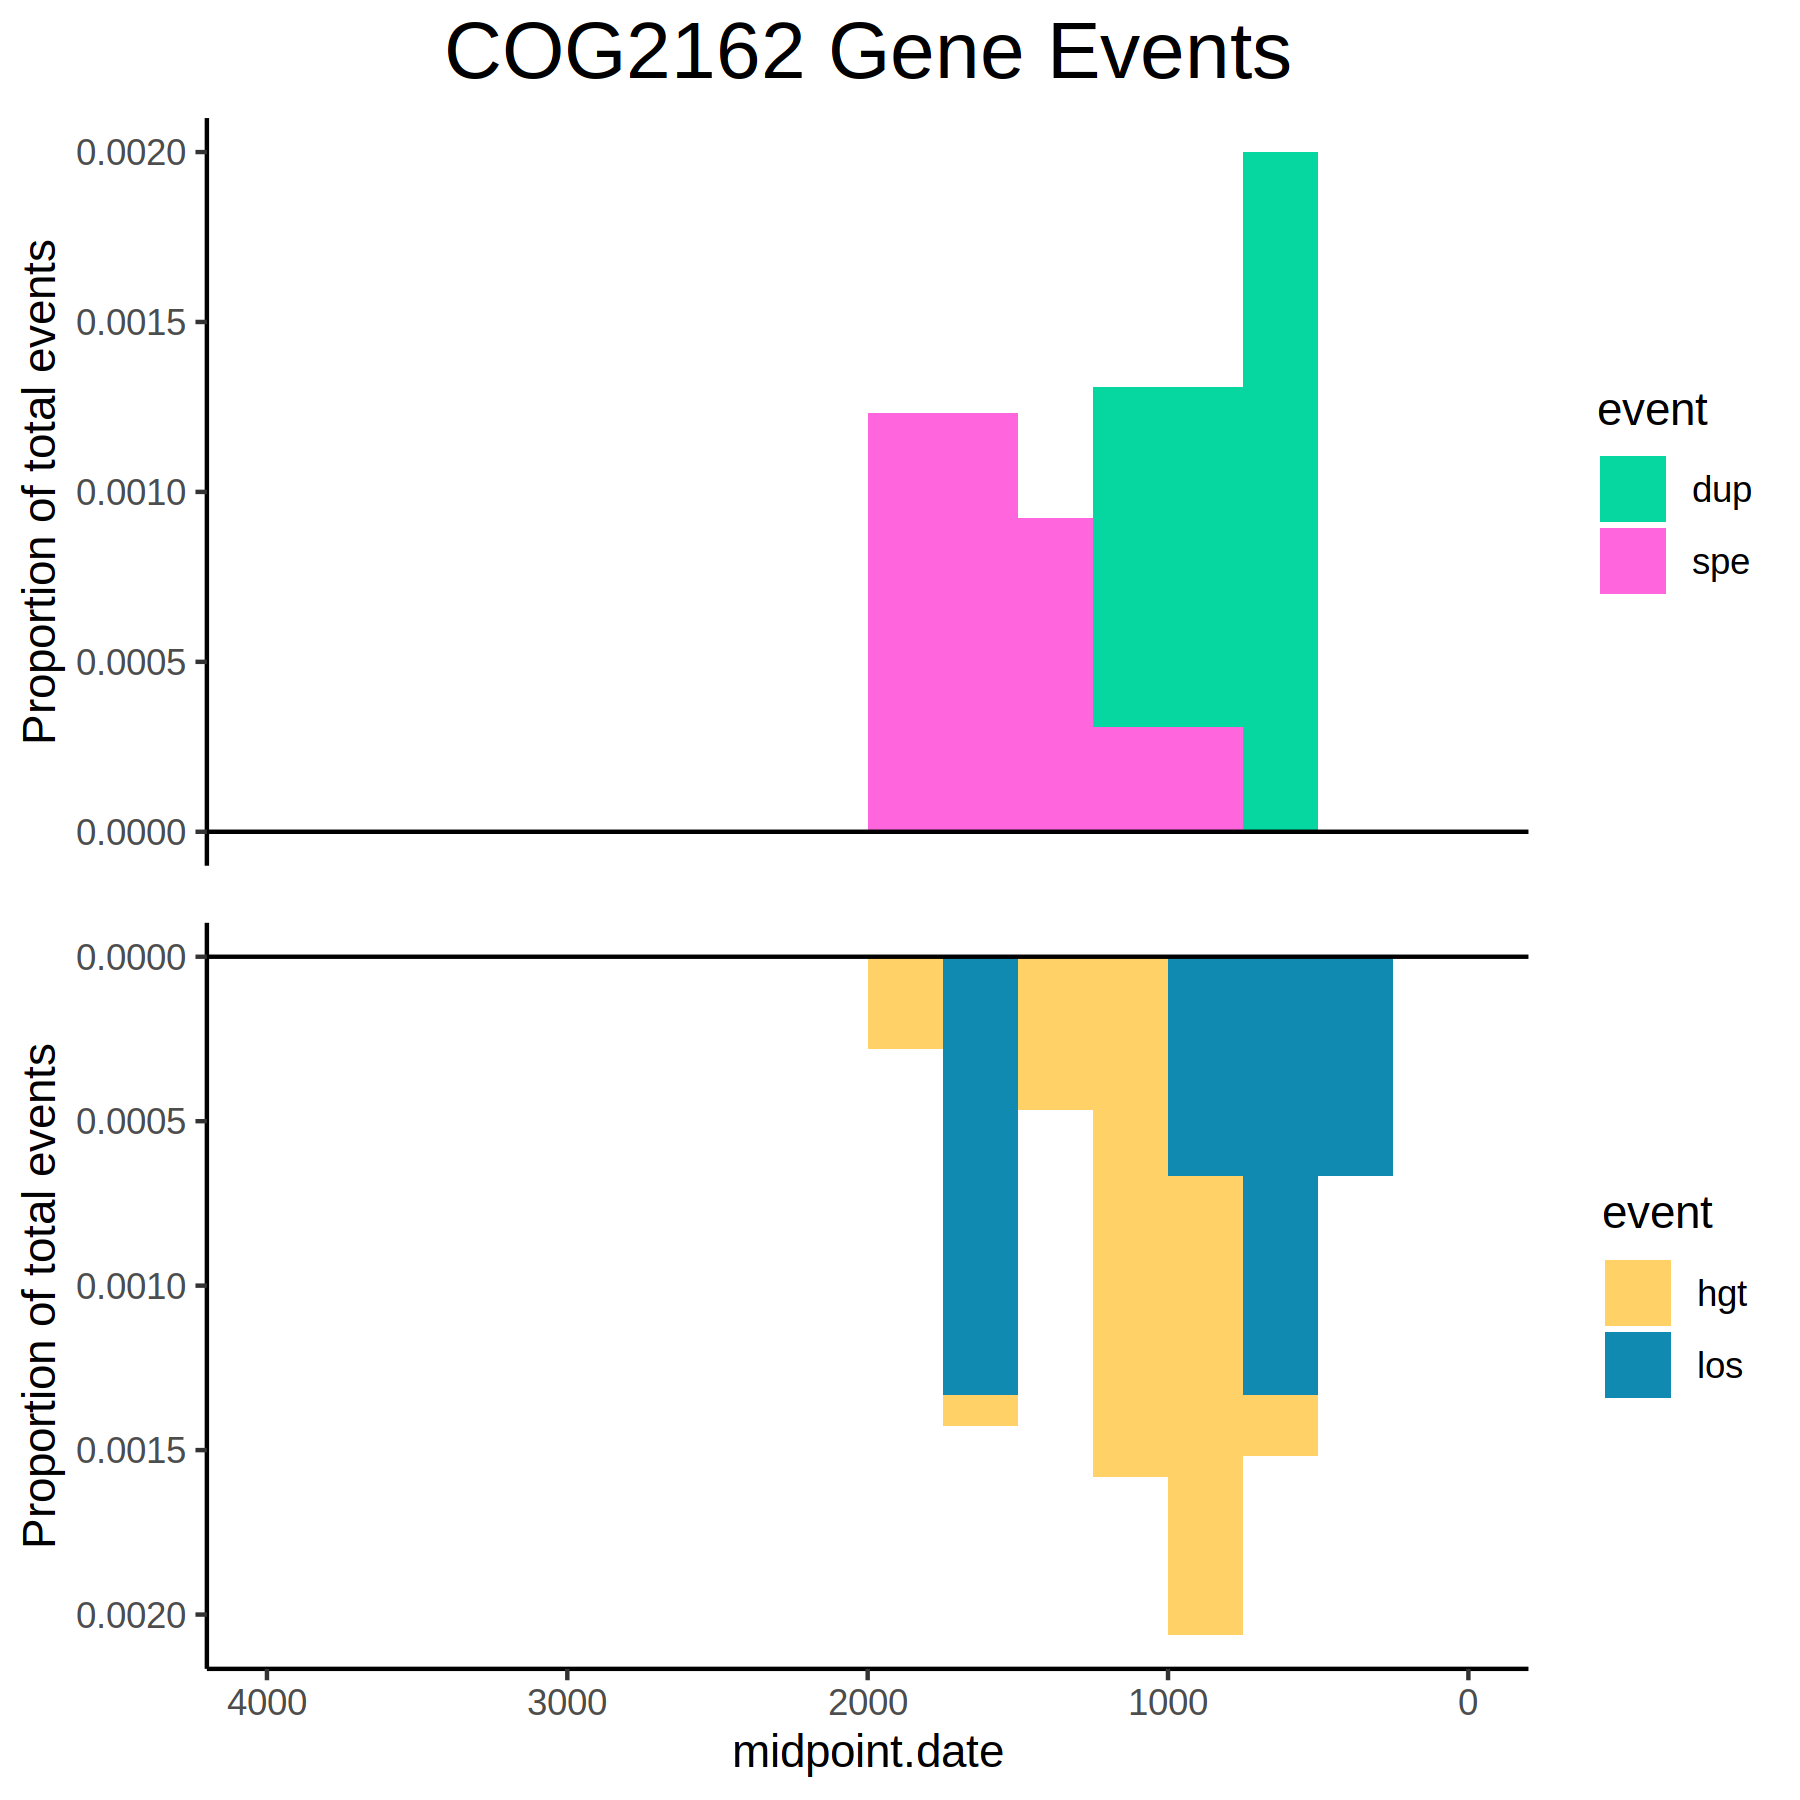 COG2162 Gene Events
Proportion of total events
0.0020
0.0015
0.0010
0.0005
0.0000
event
dup
spe
Proportion of total events
0.0000
0.0005
0.0010
0.0015
0.0020
event
hgt
los
4000 3000 2000 1000 0
midpoint.date